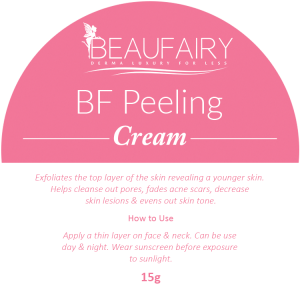 BEAUFAIRY
DERMA LUXURY FOR LESS
BF Peeling
Cream
Exfoliates the top layer of the skin revealing a younger skin.
Helps cleanse out pores, fades acne scars, decrease
skin lesions & evens out skin tone.
How to Use
Apply a thin layer on face & neck. Can be use
day & night. Wear sunscreen before exposure
to sunlight.
15g